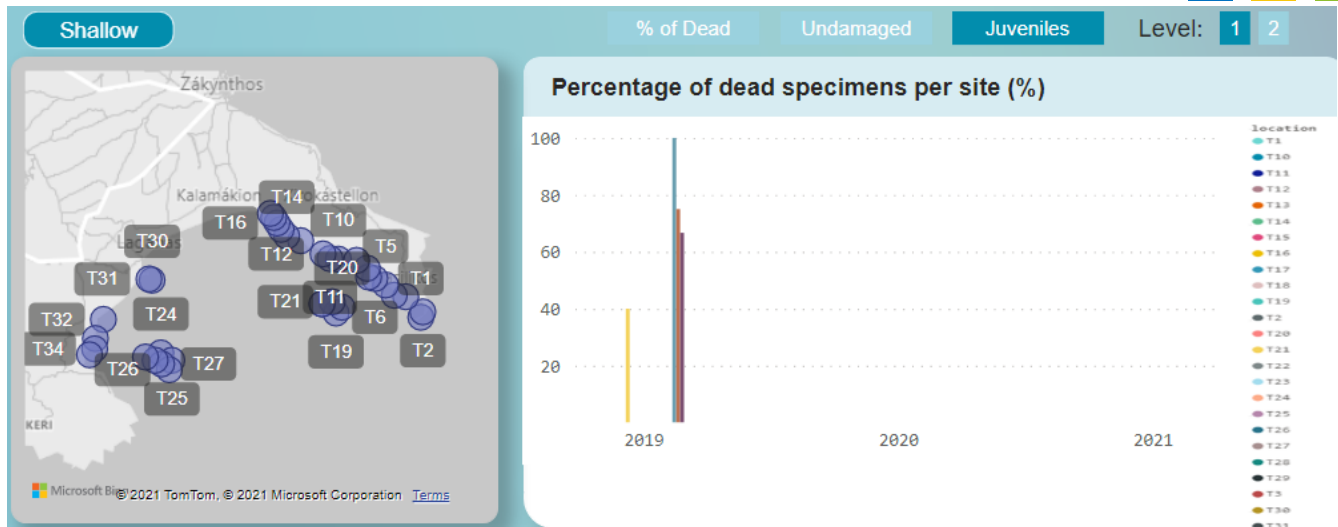 Shallow
% of Dead Undamaged Juveniles Level: 1 2
Percentage of dead specimens per site (%)
Zákynthos
Kalamákion
T14 okástellon
T16 T10
T30 T12 T5
T20 T1
T31 T21 T11
T24 T6
T32
T34 T19 T2
T26 T27
T25
KERI
Microsoft Bing © 2021 TomTom, © 2021 Microsoft Corporation Terms
100
80
60
40
20
2019 2020 2021
location
T1
T10
T11
T12
T13
T14
T15
T16
T17
T18
T19
T2
T20
T21
T22
T23
T24
T25
T26
T27
T28
T29
T3
T30
T31